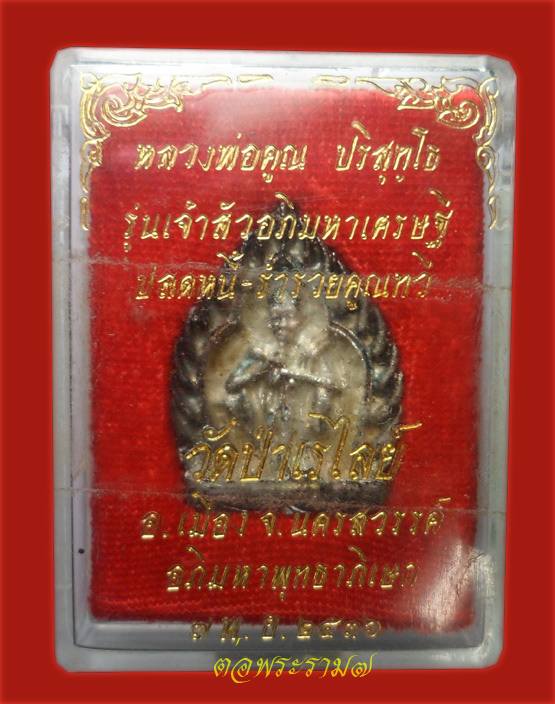 หลวงพ่อคูณ ปริสุทฺโธ
รุ่นเจ้าสัวอภิมหาเศรษฐี
ปลดหนี้-ร่ำรวยคูณทวี
วัดป่าเรไลย์
อ.เมือง จ.นครสวรรค์
อภิมหาพุทธาภิเษก
ต่อพระราม๗